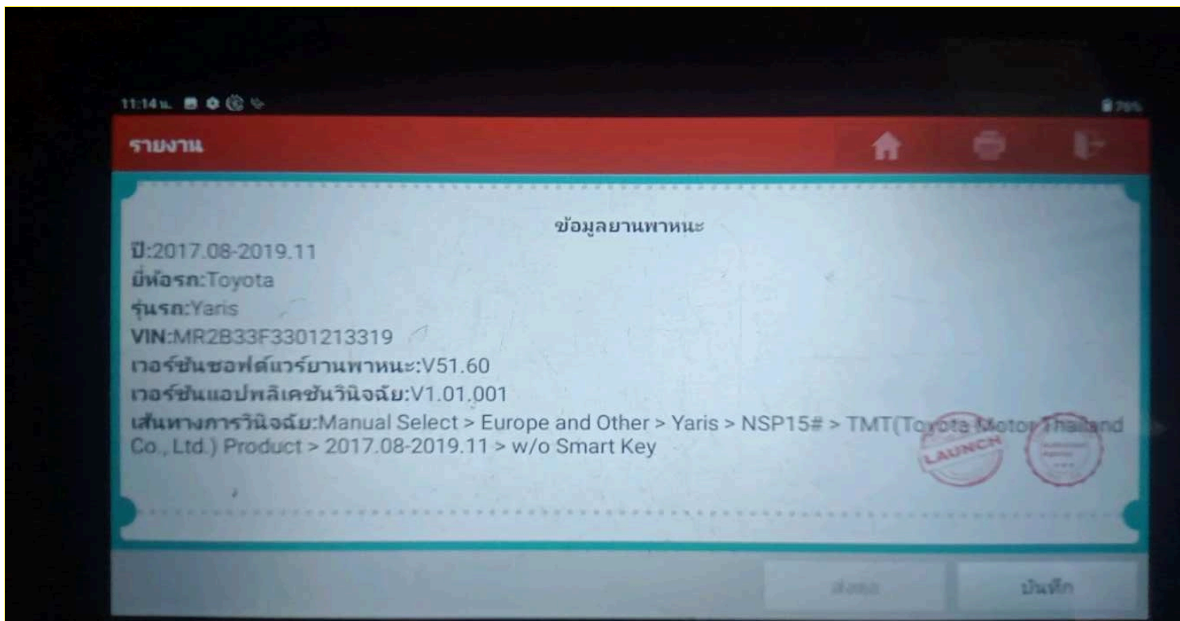 11:14 น.
76%
รายงาน
ข้อมูลยานพาหนะ
ปี:2017.08-2019.11
ยี่ห้อรถ:Toyota
รุ่นรถ:Yaris
VIN:MR2B33F3301213319
เวอร์ชันซอฟต์แวร์ยานพาหนะ:V51.60
เวอร์ชันแอปพลิเคชันวินิจฉัย:V1.01.001
เส้นทางการวินิจฉัย:Manual Select > Europe and Other > Yaris > NSP15# > TMT(Toyota Motor Thailand
Co., Ltd.) Product > 2017.08-2019.11 > w/o Smart Key
LAUNCH
บันทึก